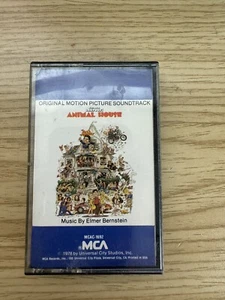 ORIGINAL MOTION PICTURE SOUNDTRACK
ANIMAL HOUSE
Music By Elmer Bernstein
MCA
© 1978 by Universal City Studios, Inc.